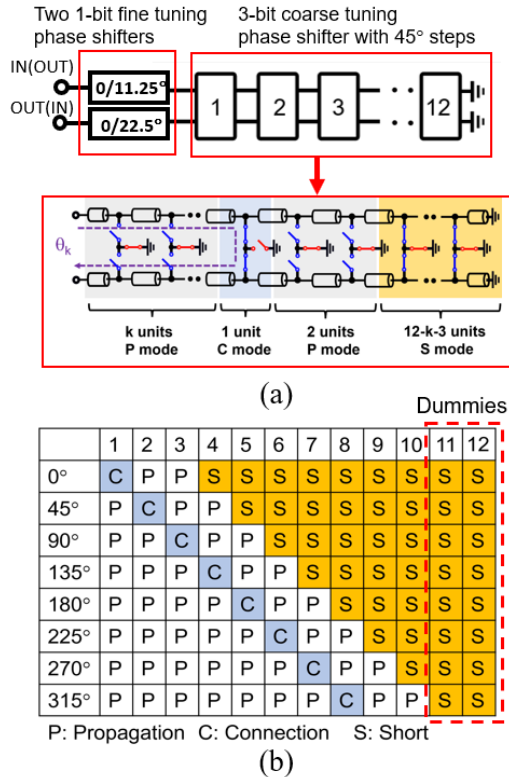 Two 1-bit fine tuning
phase shifters
3-bit coarse tuning
phase shifter with 45° steps
IN(OUT)
OUT(IN)
0/11.25°
0/22.5°
1 2 3 12
θk
k units
P mode
1 unit
C mode
2 units
P mode
12-k-3 units
S mode
(a)
Dummies
1 2 3 4 5 6 7 8 9 10 11 12
0° C P P S S S S S S S S S
45° P C P P S S S S S S S S
90° P P C P P S S S S S S S
135° P P P C P P S S S S S S
180° P P P P C P P S S S S S
225° P P P P P C P P S S S S
270° P P P P P P C P P S S S
315° P P P P P P P C P P S S
P: Propagation C: Connection S: Short
(b)